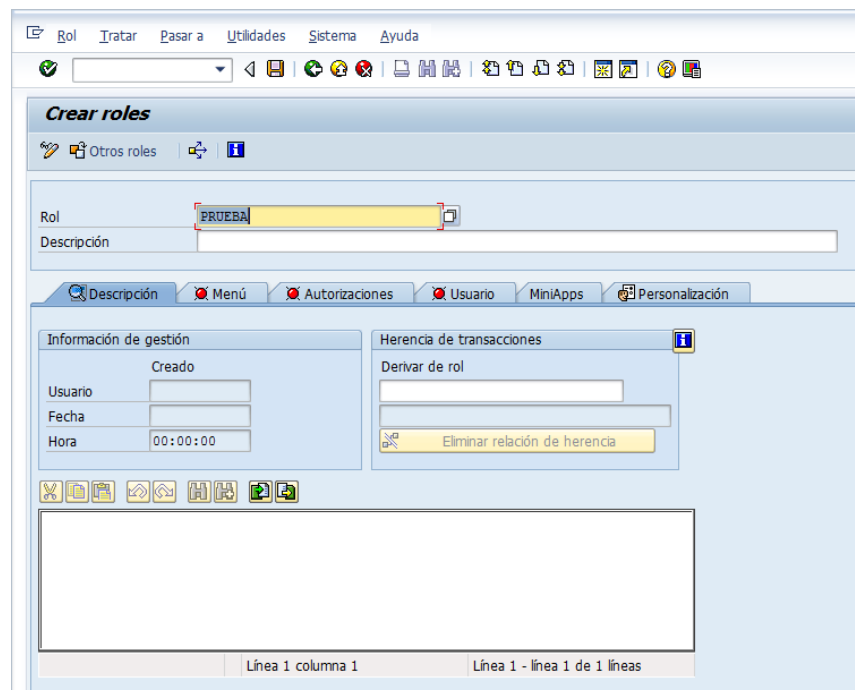 Rol Tratar Pasar a Utilidades Sistema Ayuda
Crear roles
Otros roles
Rol PRUEBA
Descripción
Descripción Menú Autorizaciones Usuario MiniApps Personalización
Información de gestión
Creado
Usuario
Fecha
Hora 00:00:00
Herencia de transacciones
Derivar de rol
Eliminar relación de herencia
Línea 1 columna 1 Línea 1 - línea 1 de 1 líneas